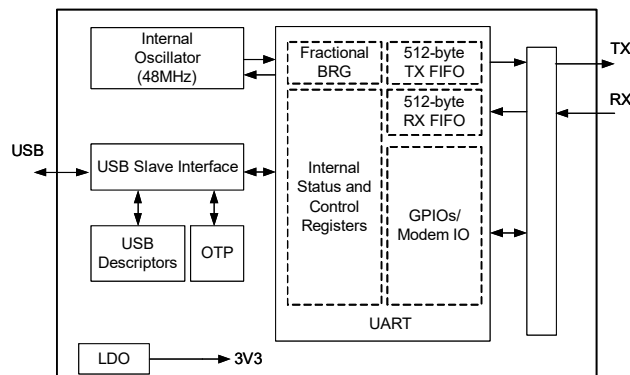 Internal
Oscillator
(48MHz)
Fractional
BRG
512-byte
TX FIFO
TX
512-byte
RX FIFO
RX
USB
USB Slave Interface
Internal
Status and
Control
Registers
GPIOs/
Modem IO
USB
Descriptors
OTP
UART
LDO
3V3